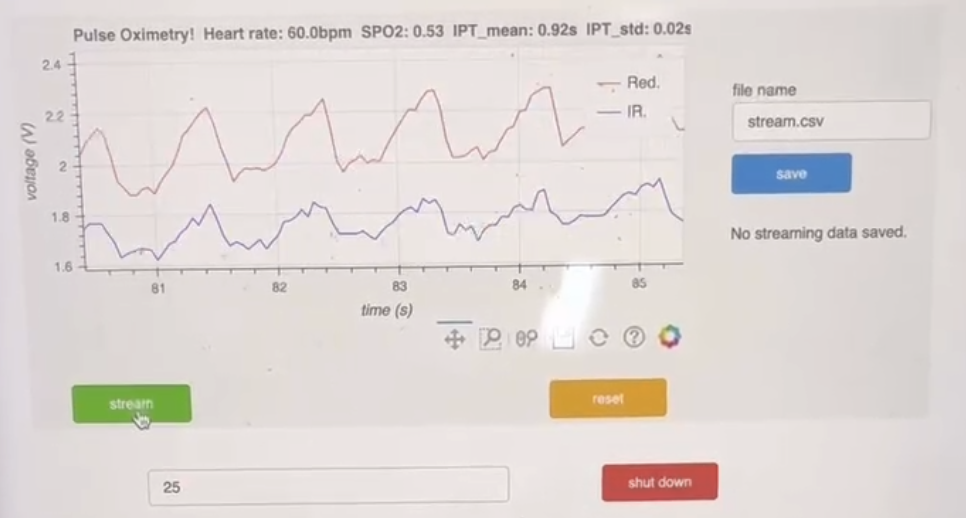 Pulse Oximetry! Heart rate: 60.0bpm SPO2: 0.53 IPT_mean: 0.92s IPT_std: 0.02s
2.4
2.2
2
1.8
1.6
voltage (V)
Red.
IR.
81
82
83
84
85
time (s)
file name
stream.csv
save
No streaming data saved.
stream
reset
25
shut down